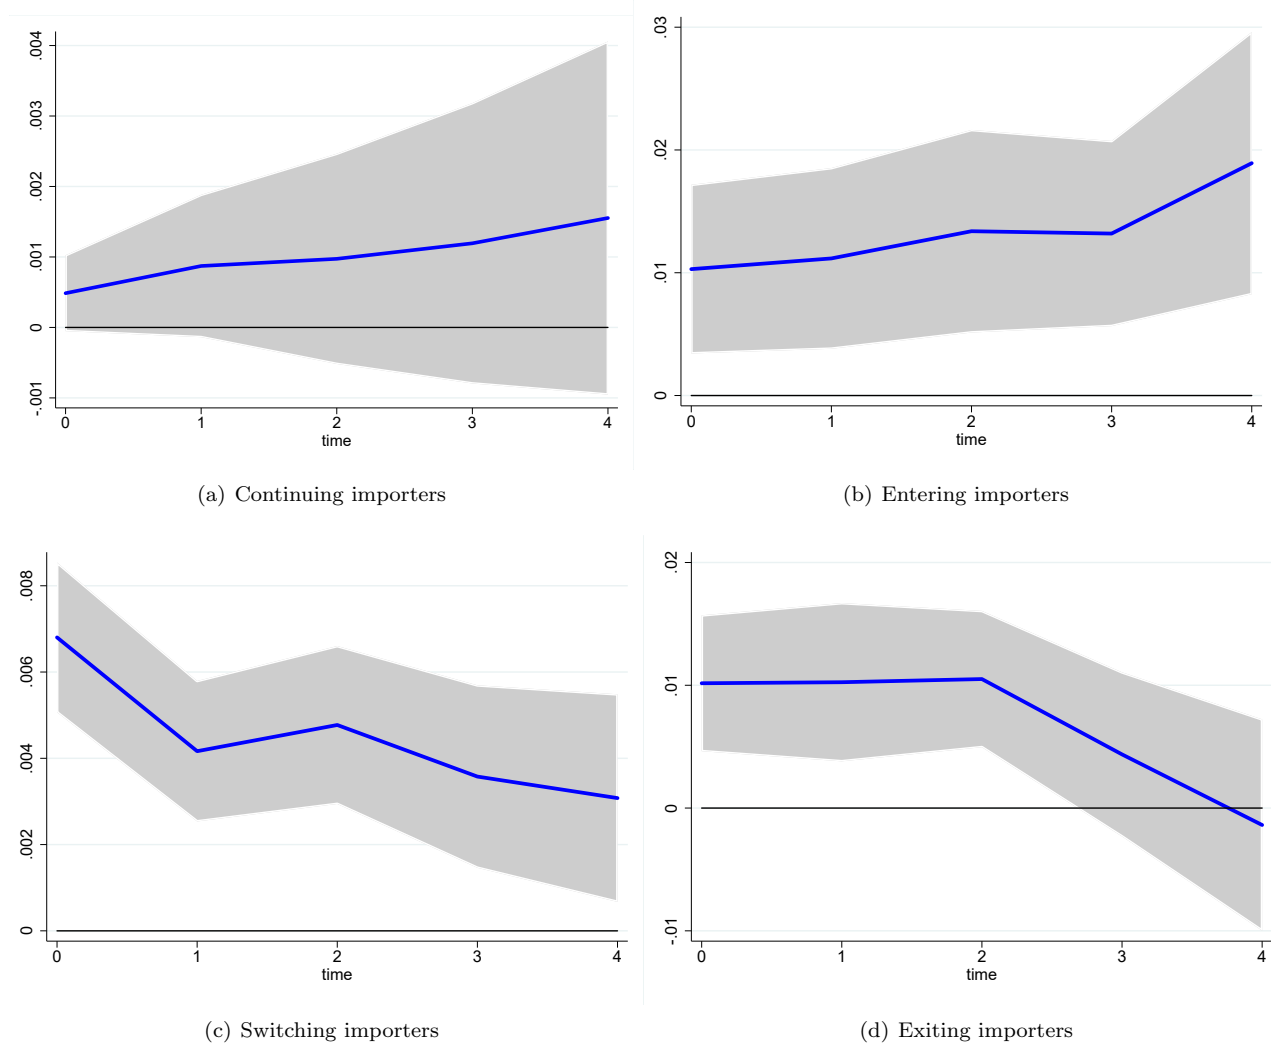 .004
.003
.002
.001
0
-.001
0 1 2 3 4
time
(a) Continuing importers
.03
.02
.01
0
0 1 2 3 4
time
(b) Entering importers
.008
.006
.004
.002
0
0 1 2 3 4
time
(c) Switching importers
.02
.01
0
-.01
0 1 2 3 4
time
(d) Exiting importers